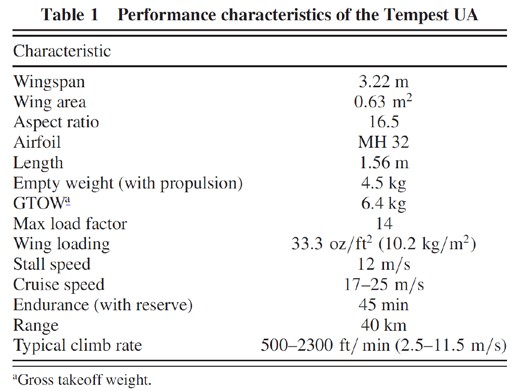 Table 1 Performance characteristics of the Tempest UA
Characteristic
Wingspan 3.22 m
Wing area 0.63 m²
Aspect ratio 16.5
Airfoil MH 32
Length 1.56 m
Empty weight (with propulsion) 4.5 kg
GTOWª 6.4 kg
Max load factor 14
Wing loading 33.3 oz/ft² (10.2 kg/m²)
Stall speed 12 m/s
Cruise speed 17–25 m/s
Endurance (with reserve) 45 min
Range 40 km
Typical climb rate 500–2300 ft/min (2.5–11.5 m/s)
ªGross takeoff weight.